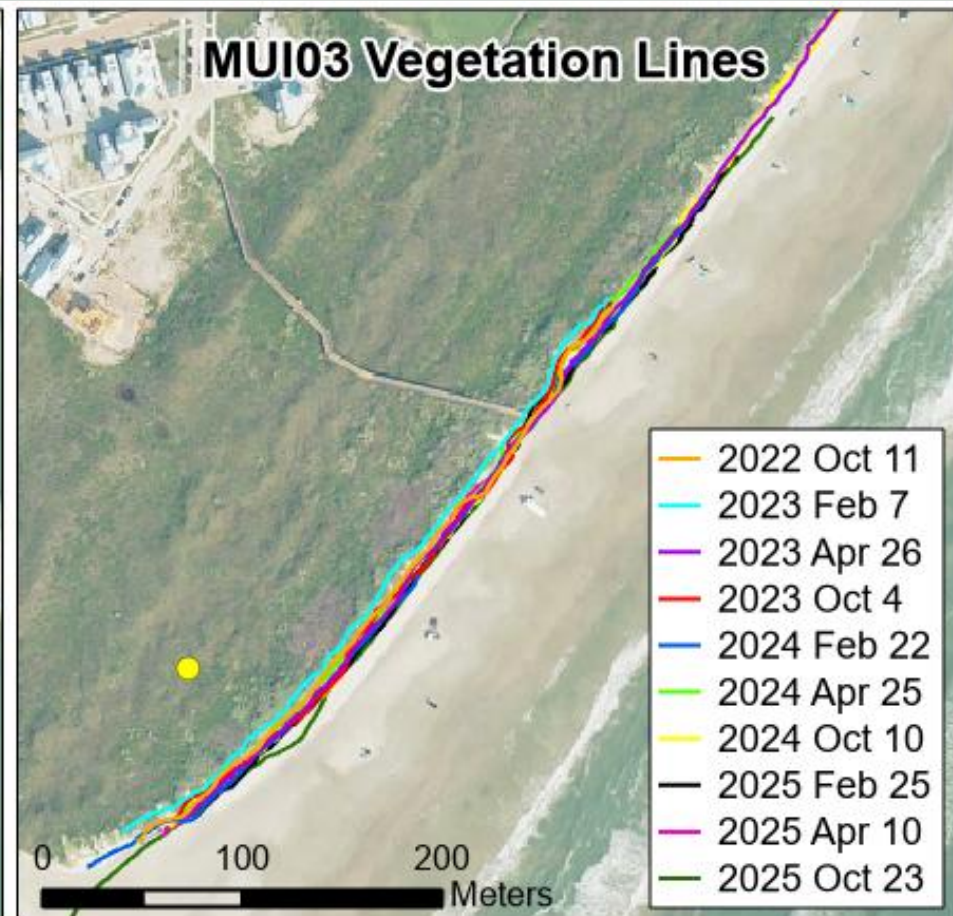 MUI03 Vegetation Lines
2022 Oct 11
2023 Feb 7
2023 Apr 26
2023 Oct 4
2024 Feb 22
2024 Apr 25
2024 Oct 10
2025 Feb 25
2025 Apr 10
2025 Oct 23
0 100 200
Meters